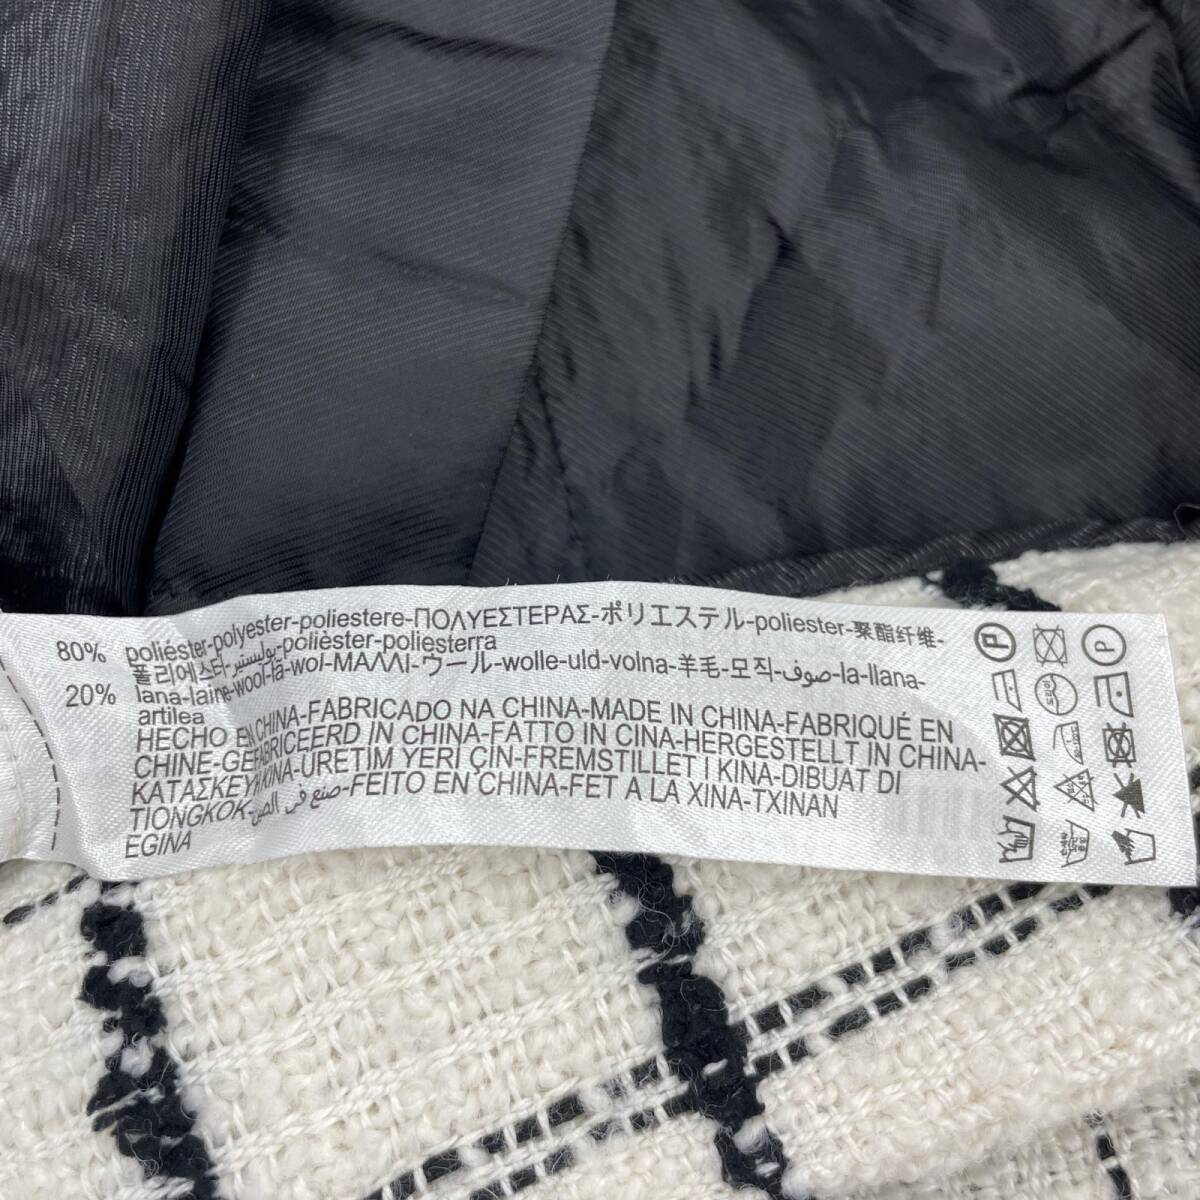 80% poliéster-polyester-poliestere-ΠΟΛΥΕΣΤΕΡΑΣ-ポリエステル-poliester-聚酯纤维-
폴리에스터-بوليستير-polièster-poliesterra
20% lana-laine-wool-lã-wol-ΜΑΛΛΙ-ウール-wolle-uld-volna-羊毛-모직-صوف-la-llana-
artilea
HECHO EN CHINA-FABRICADO NA CHINA-MADE IN CHINA-FABRIQUÉ EN
CHINE-GEFABRICEERD IN CHINA-FATTO IN CINA-HERGESTELLT IN CHINA-
ΚΑΤΑΣΚΕΥΗ ΚΙΝΑ-URETIM YERI ÇIN-FREMSTILLET I KINA-DIBUAT DI
TIONGKOK-صنع في الصين-FEITO EN CHINA-FET A LA XINA-TXINAN
EGINA
P P